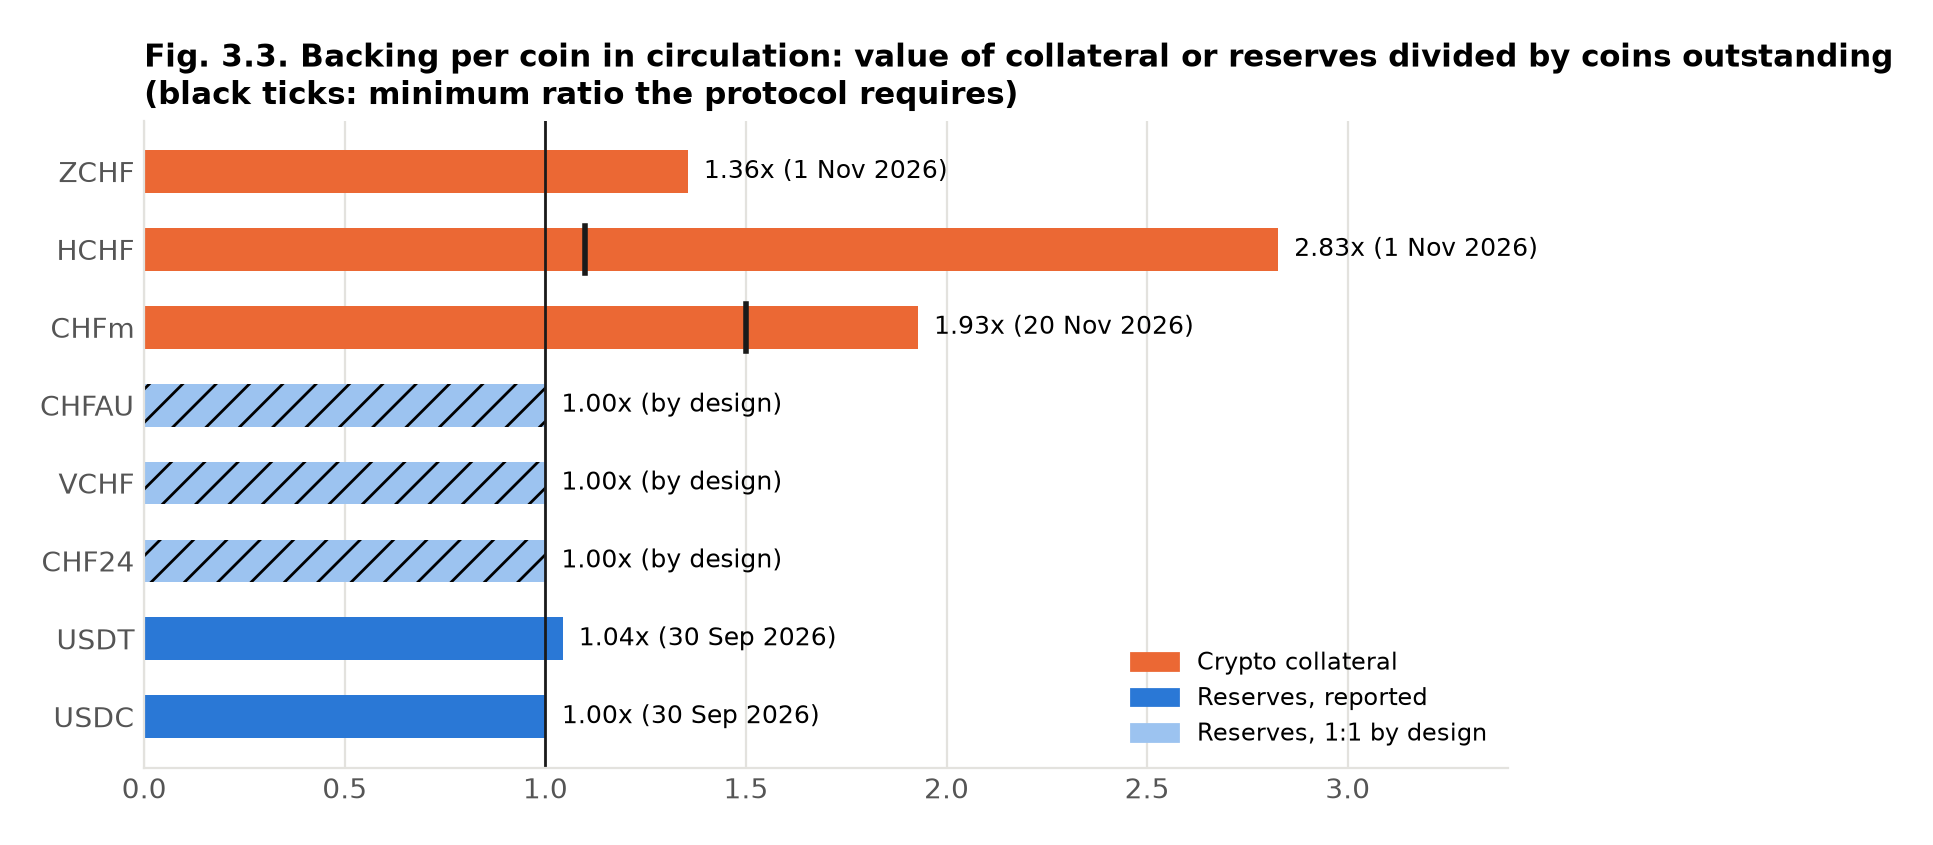 Fig. 3.3. Backing per coin in circulation: value of collateral or reserves divided by coins outstanding
(black ticks: minimum ratio the protocol requires)
ZCHF 1.36x (1 Nov 2026)
HCHF 2.83x (1 Nov 2026)
CHFm 1.93x (20 Nov 2026)
CHFAU 1.00x (by design)
VCHF 1.00x (by design)
CHF24 1.00x (by design)
USDT 1.04x (30 Sep 2026)
USDC 1.00x (30 Sep 2026)
Crypto collateral
Reserves, reported
Reserves, 1:1 by design
0.0 0.5 1.0 1.5 2.0 2.5 3.0